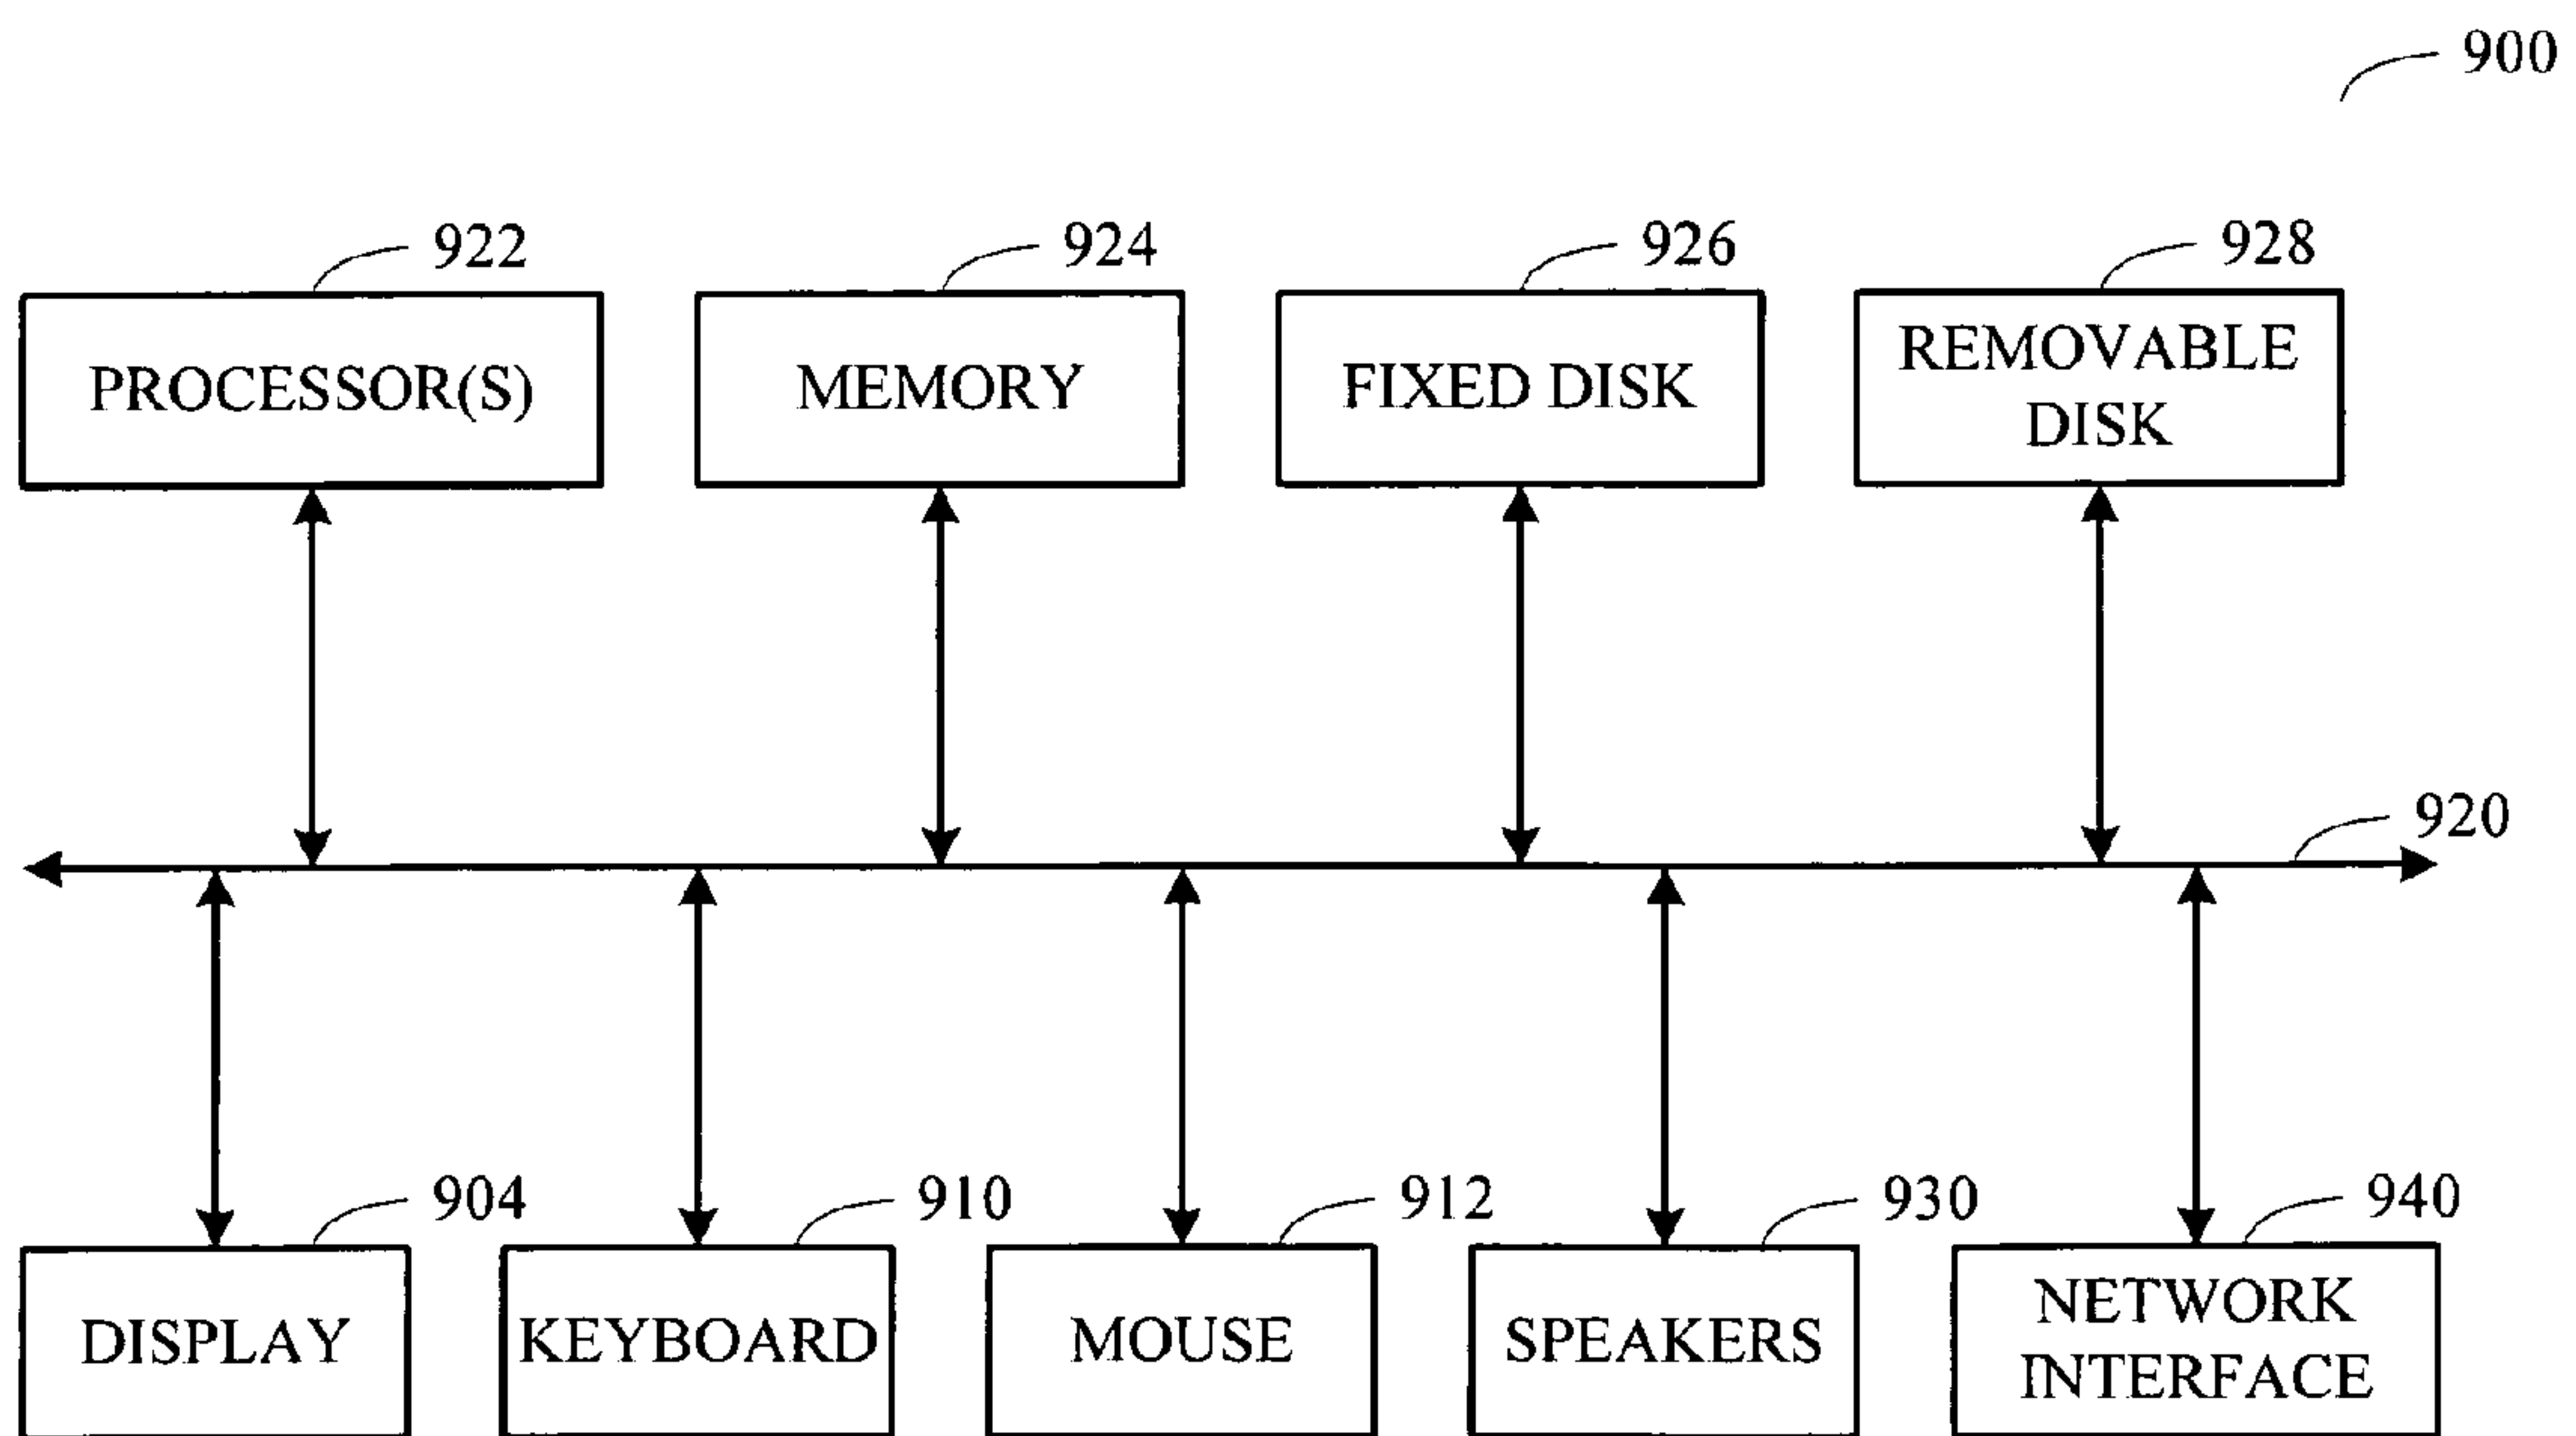 900
922
924
926
928
PROCESSOR(S)
MEMORY
FIXED DISK
REMOVABLE
DISK
920
904
910
912
930
940
DISPLAY
KEYBOARD
MOUSE
SPEAKERS
NETWORK
INTERFACE